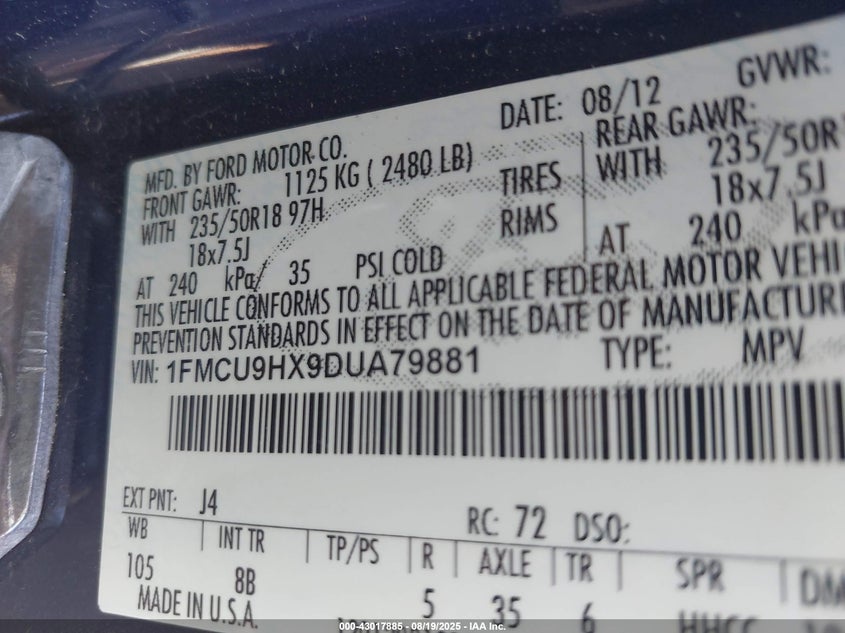 DATE: 08/12 GVWR:
MFD. BY FORD MOTOR CO.
FRONT GAWR: 1125 KG ( 2480 LB) REAR GAWR:
WITH 235/50R18 97H TIRES WITH 235/50R
18x7.5J RIMS 18x7.5J
AT 240 kPa/ 35 PSI COLD AT 240 kPa
THIS VEHICLE CONFORMS TO ALL APPLICABLE FEDERAL MOTOR VEHI
PREVENTION STANDARDS IN EFFECT ON THE DATE OF MANUFACTUR
VIN: 1FMCU9HX9DUA79881 TYPE: MPV
EXT PNT: J4 RC: 72 DSO:
WB INT TR TP/PS R AXLE TR SPR DM
105 8B 5 35 6 HHCC
MADE IN U.S.A.
000-43017885 - 08/19/2025 - IAA Inc.